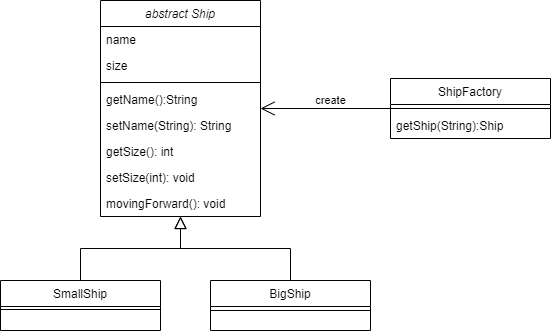 abstract Ship
name
size
getName():String
setName(String): String
getSize(): int
setSize(int): void
movingForward(): void
create
ShipFactory
getShip(String):Ship
SmallShip
BigShip